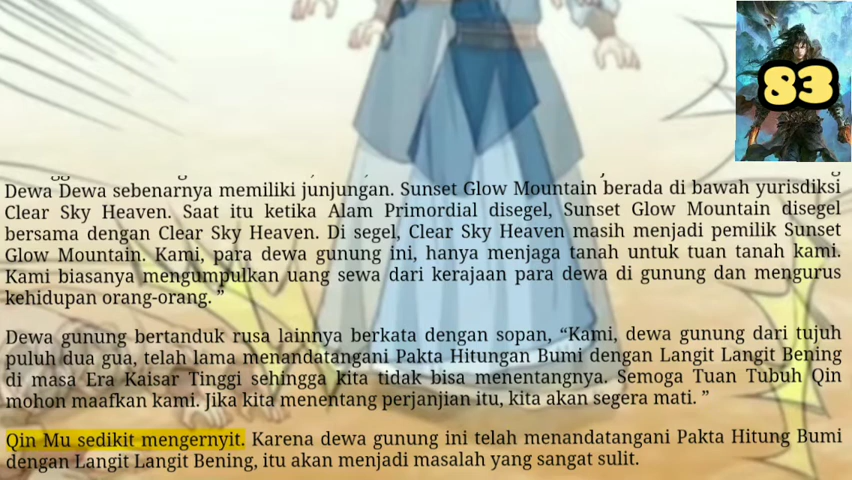 83
Dewa Dewa sebenarnya memiliki junjungan. Sunset Glow Mountain berada di bawah yurisdiksi
Clear Sky Heaven. Saat itu ketika Alam Primordial disegel, Sunset Glow Mountain disegel
bersama dengan Clear Sky Heaven. Di segel, Clear Sky Heaven masih menjadi pemilik Sunset
Glow Mountain. Kami, para dewa gunung ini, hanya menjaga tanah untuk tuan tanah kami.
Kami biasanya mengumpulkan uang sewa dari kerajaan para dewa di gunung dan mengurus
kehidupan orang-orang. ”
Dewa gunung bertanduk rusa lainnya berkata dengan sopan, “Kami, dewa gunung dari tujuh
puluh dua gua, telah lama menandatangani Pakta Hitungan Bumi dengan Langit Langit Bening
di masa Era Kaisar Tinggi sehingga kita tidak bisa menentangnya. Semoga Tuan Tubuh Qin
mohon maafkan kami. Jika kita menentang perjanjian itu, kita akan segera mati. ”
Qin Mu sedikit mengernyit. Karena dewa gunung ini telah menandatangani Pakta Hitung Bumi
dengan Langit Langit Bening, itu akan menjadi masalah yang sangat sulit.